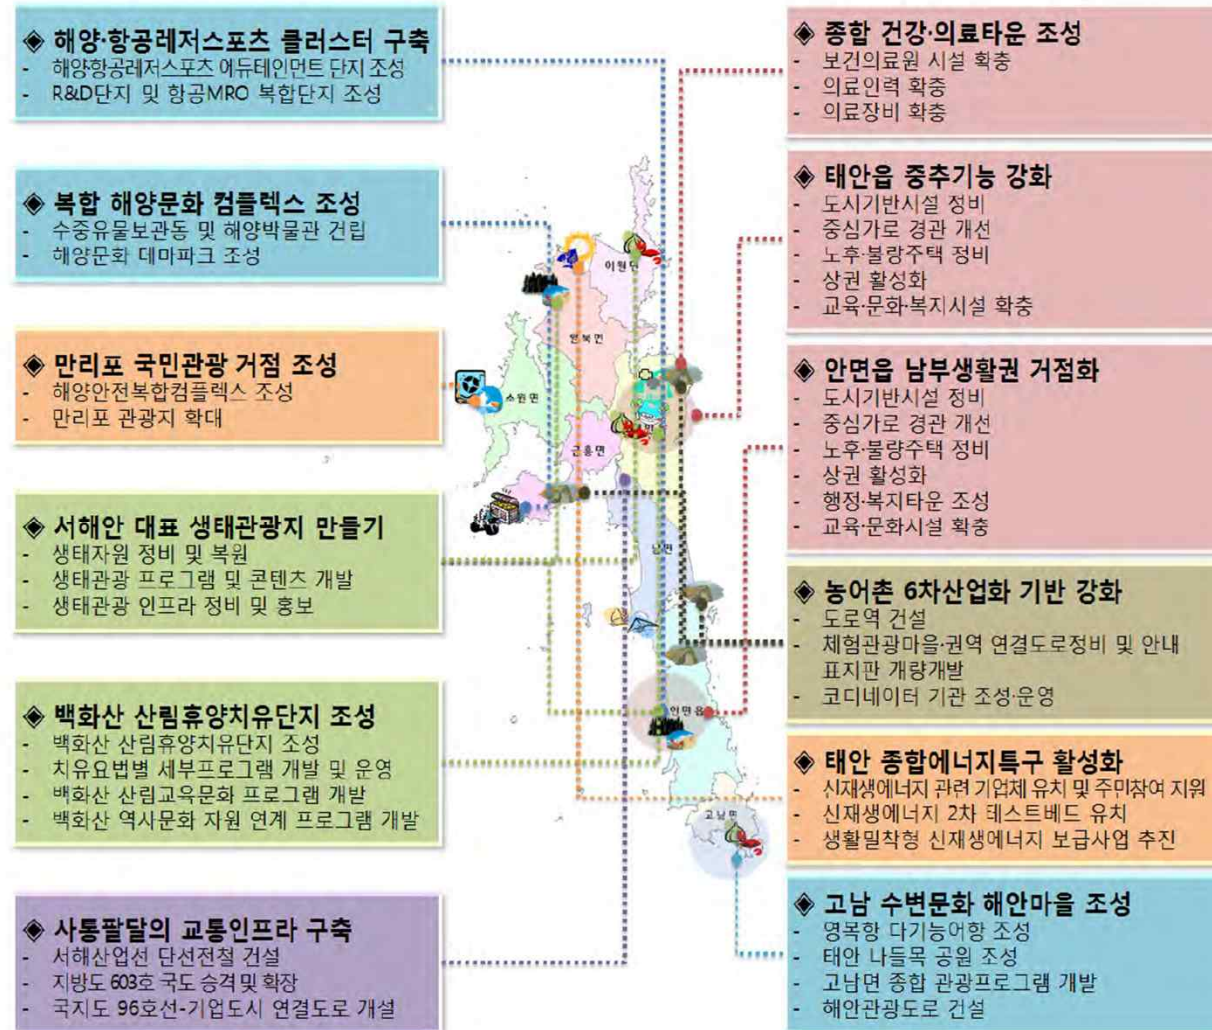 ◈ 해양·항공레저스포츠 클러스터 구축
- 해양항공레저스포츠 에듀테인먼트 단지 조성
- R&D단지 및 항공MRO 복합단지 조성
◈ 복합 해양문화 컴플렉스 조성
- 수중유물보관동 및 해양박물관 건립
- 해양문화 테마파크 조성
◈ 만리포 국민관광 거점 조성
- 해양안전복합컴플렉스 조성
- 만리포 관광지 확대
◈ 서해안 대표 생태관광지 만들기
- 생태자원 정비 및 복원
- 생태관광 프로그램 및 콘텐츠 개발
- 생태관광 인프라 정비 및 홍보
◈ 백화산 산림휴양치유단지 조성
- 백화산 산림휴양치유단지 조성
- 치유요법별 세부프로그램 개발 및 운영
- 백화산 산림교육문화 프로그램 개발
- 백화산 역사문화 자원 연계 프로그램 개발
◈ 사통팔달의 교통인프라 구축
- 서해산업선 단선전철 건설
- 지방도 603호 국도 승격 및 확장
- 국지도 96호선-기업도시 연결도로 개설
이원면
원북면
소원면
근흥면
남면
안면읍
고남면
◈ 종합 건강·의료타운 조성
- 보건의료원 시설 확충
- 의료인력 확충
- 의료장비 확충
◈ 태안읍 중추기능 강화
- 도시기반시설 정비
- 중심가로 경관 개선
- 노후·불량주택 정비
- 상권 활성화
- 교육·문화·복지시설 확충
◈ 안면읍 남부생활권 거점화
- 도시기반시설 정비
- 중심가로 경관 개선
- 노후·불량주택 정비
- 상권 활성화
- 행정·복지타운 조성
- 교육·문화시설 확충
◈ 농어촌 6차산업화 기반 강화
- 도로역 건설
- 체험관광마을·권역 연결도로정비 및 안내
표지판 개량개발
- 코디네이터 기관 조성·운영
◈ 태안 종합에너지특구 활성화
- 신재생에너지 관련 기업체 유치 및 주민참여 지원
- 신재생에너지 2차 테스트베드 유치
- 생활밀착형 신재생에너지 보급사업 추진
◈ 고남 수변문화 해안마을 조성
- 영목항 다기능어항 조성
- 태안 나들목 공원 조성
- 고남면 종합 관광프로그램 개발
- 해안관광도로 건설